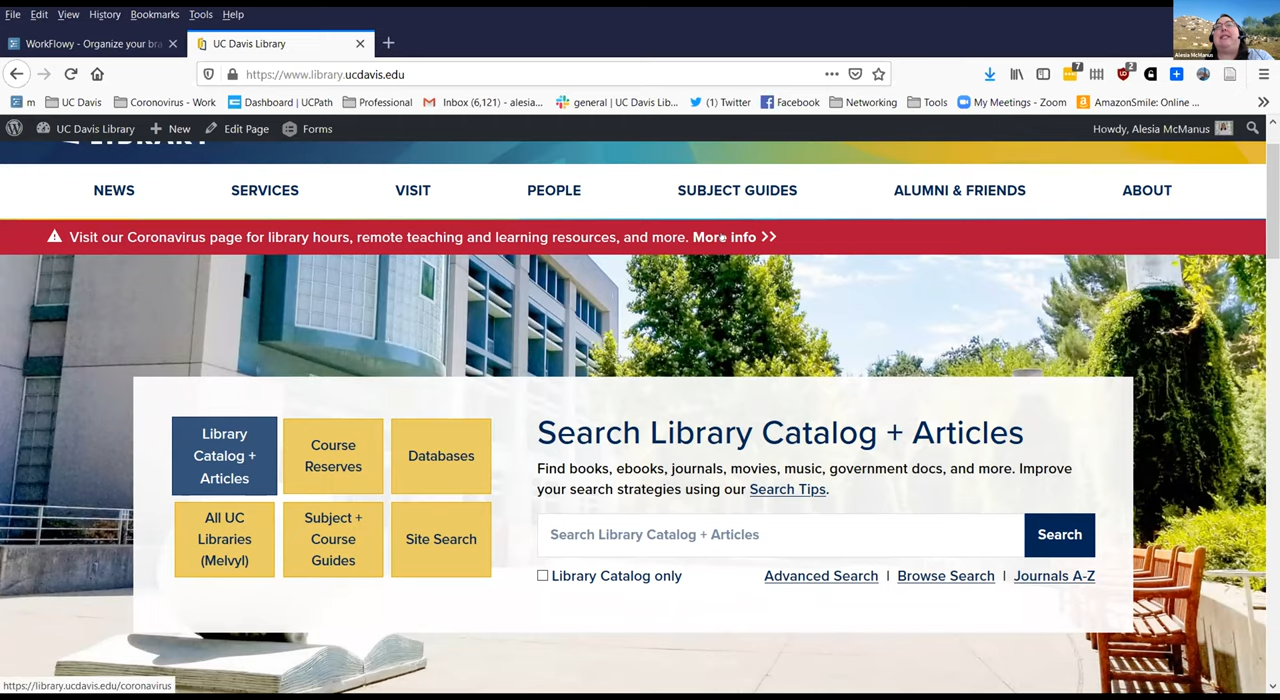 File Edit View History Bookmarks Tools Help
WorkFlowy - Organize your bra
UC Davis Library
Alesia McManus
https://www.library.ucdavis.edu
7
2
m UC Davis Coronavirus - Work Dashboard | UCPath Professional Inbox (6,121) - alesia... general | UC Davis Lib... (1) Twitter Facebook Networking Tools My Meetings - Zoom AmazonSmile: Online ...
UC Davis Library New Edit Page Forms Howdy, Alesia McManus
LIBRARY
NEWS SERVICES VISIT PEOPLE SUBJECT GUIDES ALUMNI & FRIENDS ABOUT
Visit our Coronavirus page for library hours, remote teaching and learning resources, and more. More info >>
Library
Catalog +
Articles
Course
Reserves
Databases
All UC
Libraries
(Melvyl)
Subject +
Course
Guides
Site Search
Search Library Catalog + Articles
Find books, ebooks, journals, movies, music, government docs, and more. Improve
your search strategies using our Search Tips.
Search Library Catalog + Articles
Search
Library Catalog only
Advanced Search | Browse Search | Journals A-Z
https://library.ucdavis.edu/coronavirus